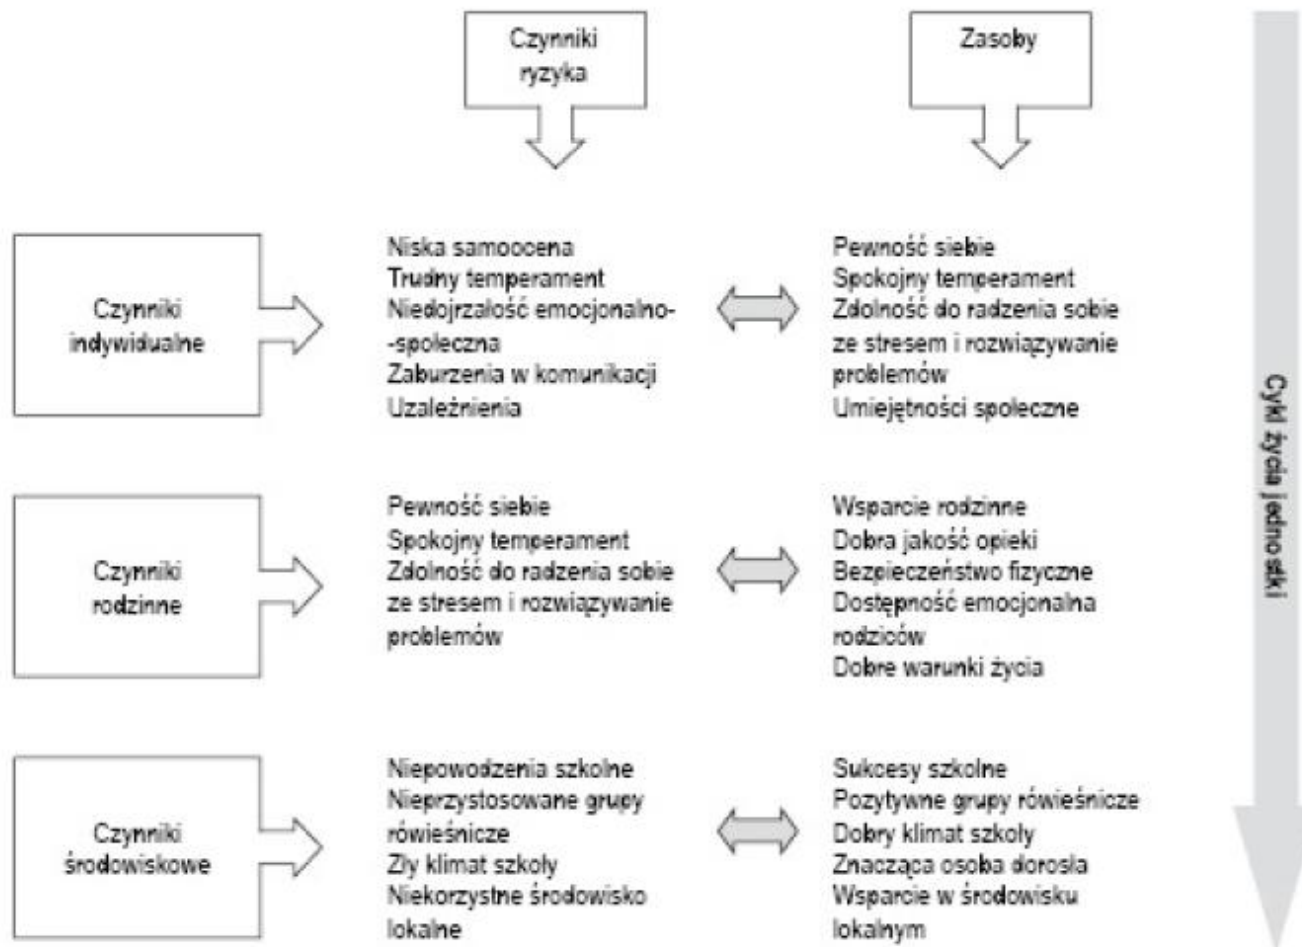 Czynniki
ryzyka
Zasoby
Czynniki
indywidualne
Niska samoocena
Trudny temperament
Niedojrzałość emocjonalno-
-społeczna
Zaburzenia w komunikacji
Uzależnienia
Pewność siebie
Spokojny temperament
Zdolność do radzenia sobie
ze stresem i rozwiązywanie
problemów
Umiejętności społeczne
Czynniki
rodzinne
Pewność siebie
Spokojny temperament
Zdolność do radzenia sobie
ze stresem i rozwiązywanie
problemów
Wsparcie rodzinne
Dobra jakość opieki
Bezpieczeństwo fizyczne
Dostępność emocjonalna
rodziców
Dobre warunki życia
Czynniki
środowiskowe
Niepowodzenia szkolne
Nieprzystosowane grupy
rówieśnicze
Zły klimat szkoły
Niekorzystne środowisko
lokalne
Sukcesy szkolne
Pozytywne grupy rówieśnicze
Dobry klimat szkoły
Znacząca osoba dorosła
Wsparcie w środowisku
lokalnym
Cykl życia jednostki